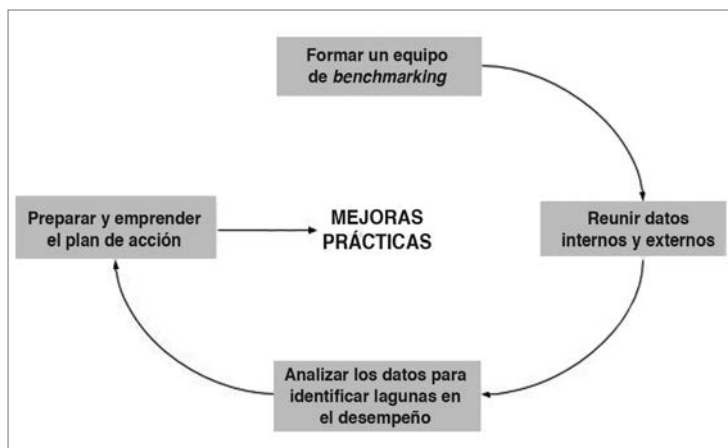 Formar un equipo
de benchmarking
Reunir datos
internos y externos
Analizar los datos para
identificar lagunas en
el desempeño
Preparar y emprender
el plan de acción
MEJORAS
PRÁCTICAS